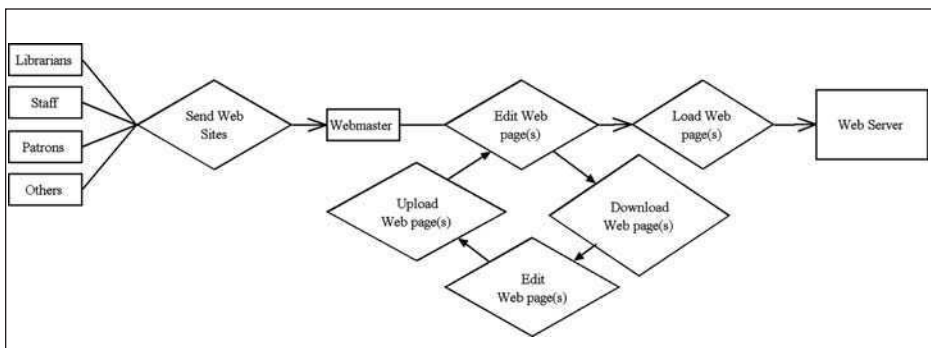 Librarians
Staff
Patrons
Others
Send Web
Sites
Webmaster
Edit Web
page(s)
Load Web
page(s)
Web Server
Upload
Web page(s)
Download
Web page(s)
Edit
Web page(s)